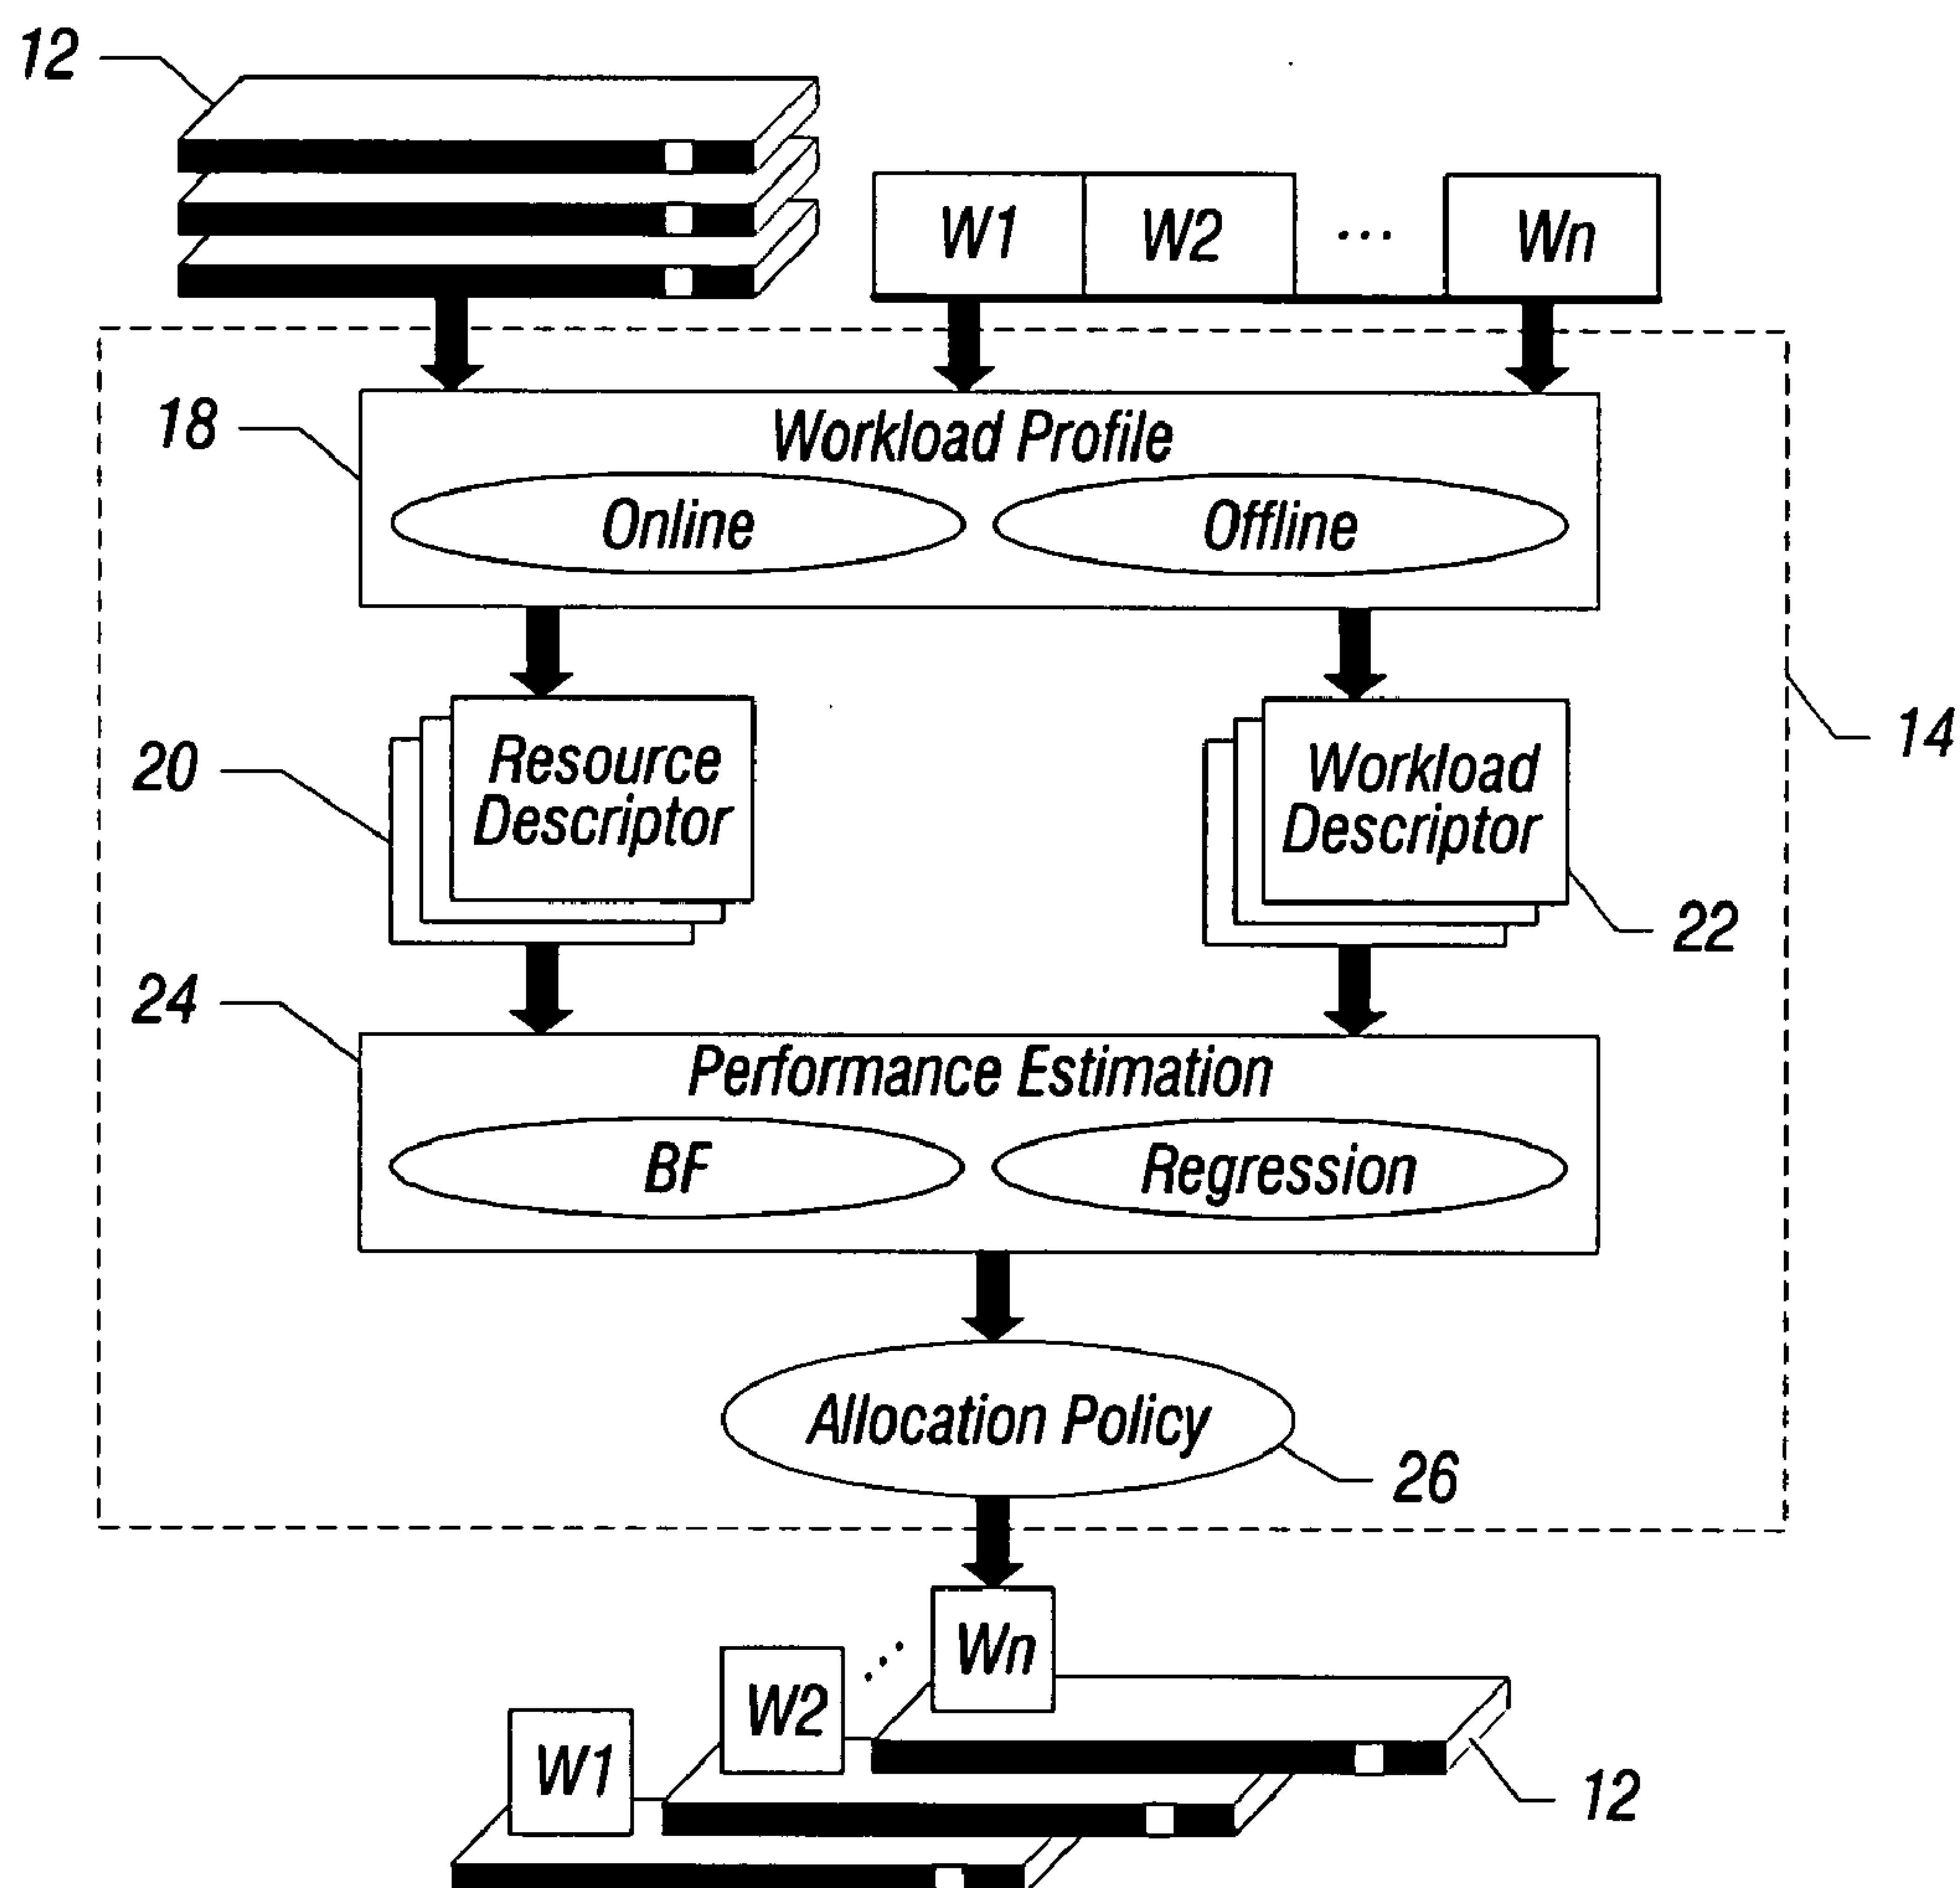 12
W1 W2 ... Wn
18
Workload Profile
Online Offline
20
Resource
Descriptor
Workload
Descriptor
14
22
24
Performance Estimation
BF Regression
Allocation Policy
26
Wn
W2 ...
W1
12